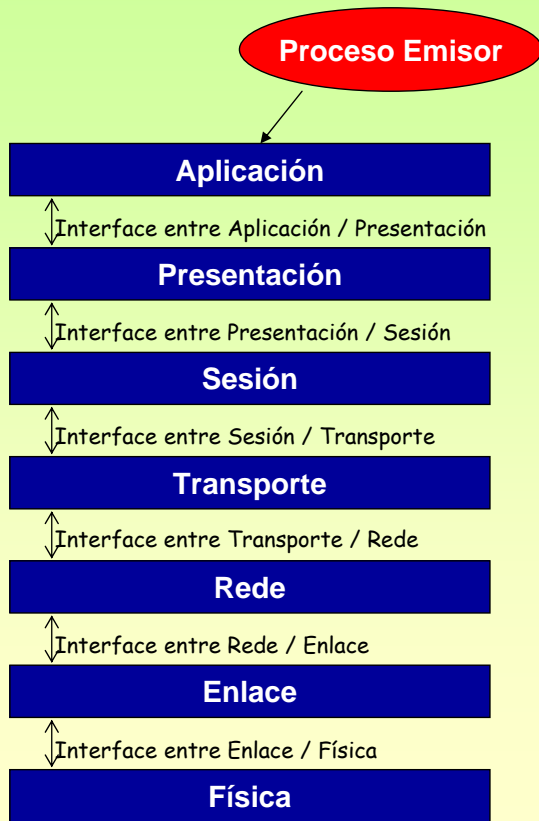 Proceso Emisor
Aplicación
Interface entre Aplicación / Presentación
Presentación
Interface entre Presentación / Sesión
Sesión
Interface entre Sesión / Transporte
Transporte
Interface entre Transporte / Rede
Rede
Interface entre Rede / Enlace
Enlace
Interface entre Enlace / Física
Física